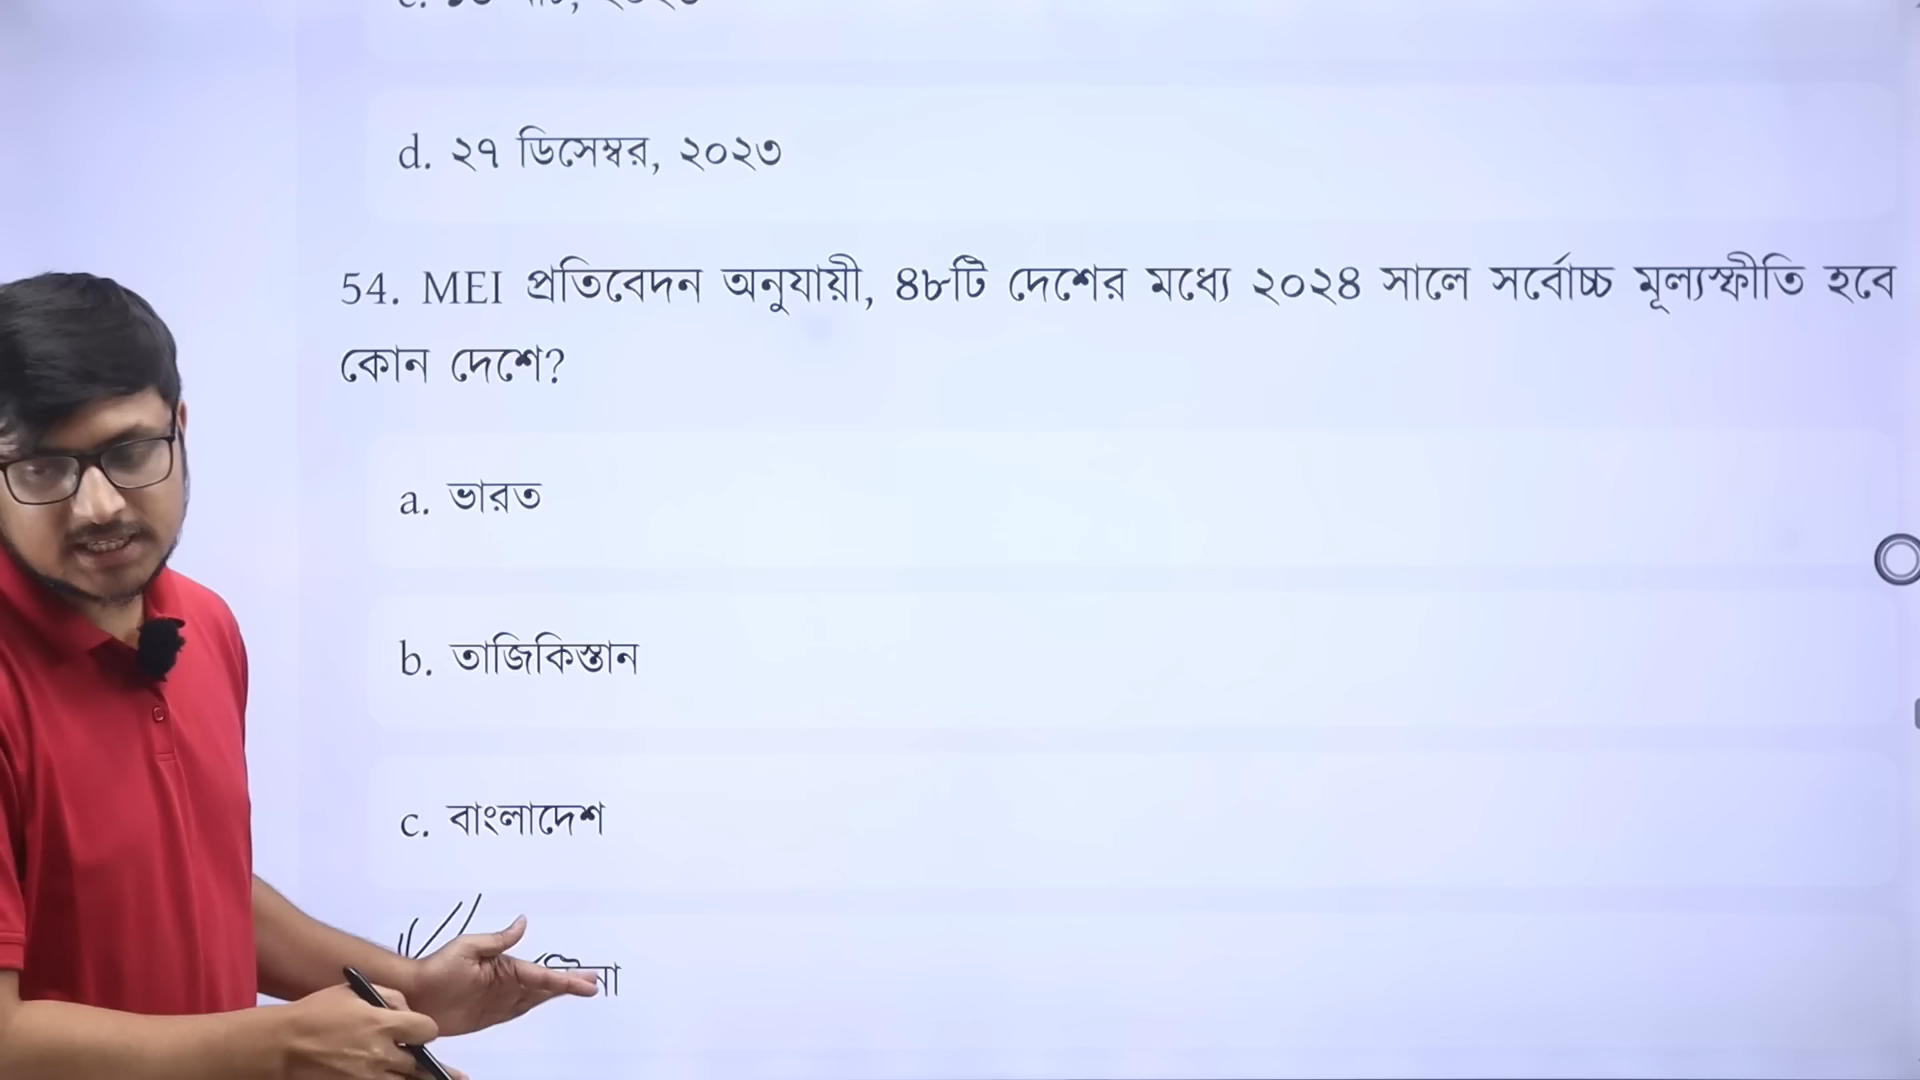 d. ২৭ ডিসেম্বর, ২০২৩
54. MEI প্রতিবেদন অনুযায়ী, ৪৮টি দেশের মধ্যে ২০২৪ সালে সর্বোচ্চ মূল্যস্ফীতি হবে
কোন দেশে?
a. ভারত
b. তাজিকিস্তান
c. বাংলাদেশ